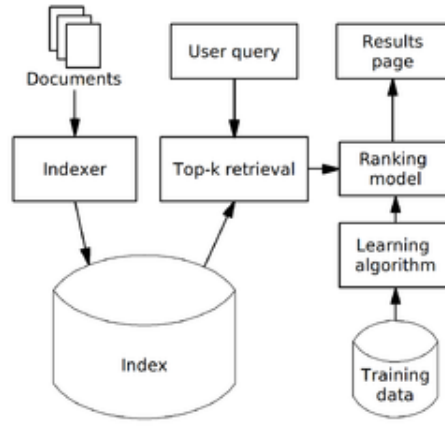 Documents
User query
Results
page
Indexer
Top-k retrieval
Ranking
model
Learning
algorithm
Index
Training
data